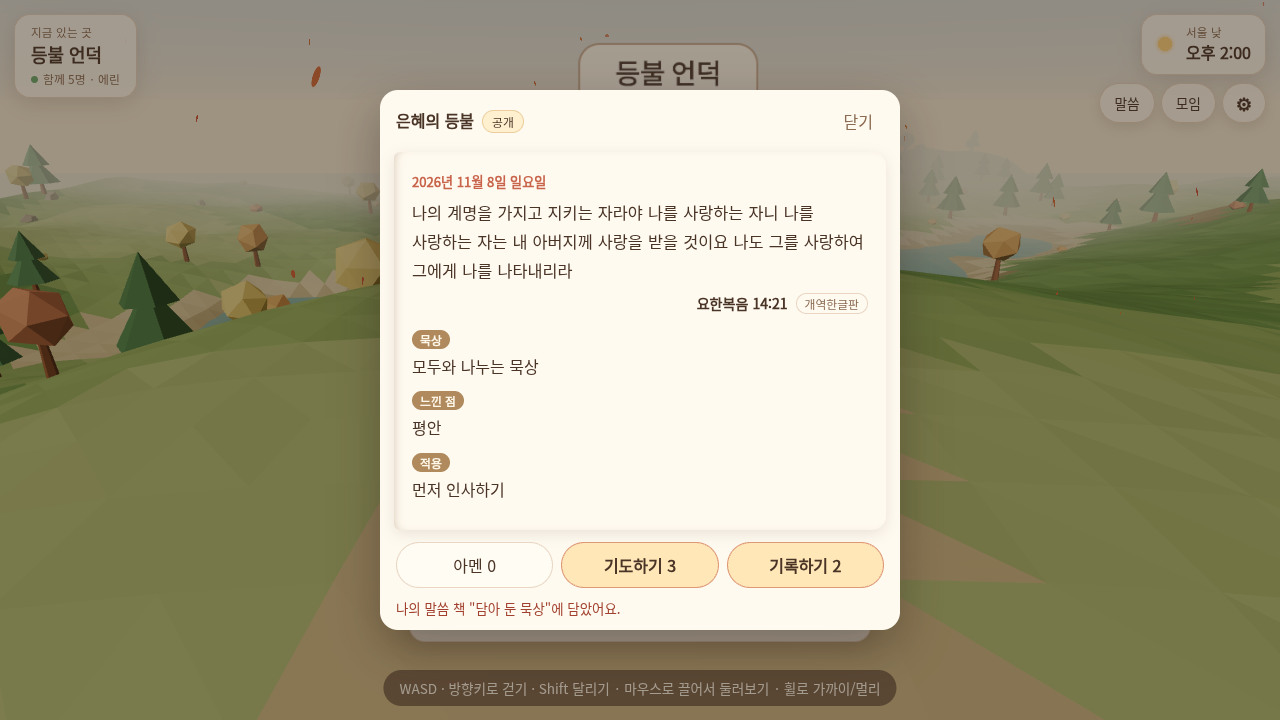 지금 있는 곳
등불 언덕
함께 5명 · 에린
등불 언덕
서울 낮
오후 2:00
말씀
모임
은혜의 등불
공개
닫기
2026년 11월 8일 일요일
나의 계명을 가지고 지키는 자라야 나를 사랑하는 자니 나를
사랑하는 자는 내 아버지께 사랑을 받을 것이요 나도 그를 사랑하여
그에게 나를 나타내리라
요한복음 14:21
개역한글판
묵상
모두와 나누는 묵상
느낀 점
평안
적용
먼저 인사하기
아멘 0
기도하기 3
기록하기 2
나의 말씀 책 "담아 둔 묵상"에 담았어요.
WASD · 방향키로 걷기 · Shift 달리기 · 마우스로 끌어서 둘러보기 · 휠로 가까이/멀리